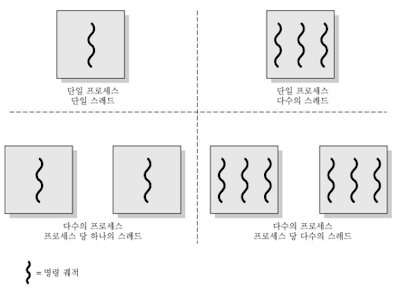 단일 프로세스
단일 스레드
단일 프로세스
다수의 스레드
다수의 프로세스
프로세스 당 하나의 스레드
다수의 프로세스
프로세스 당 다수의 스레드
= 명령 궤적